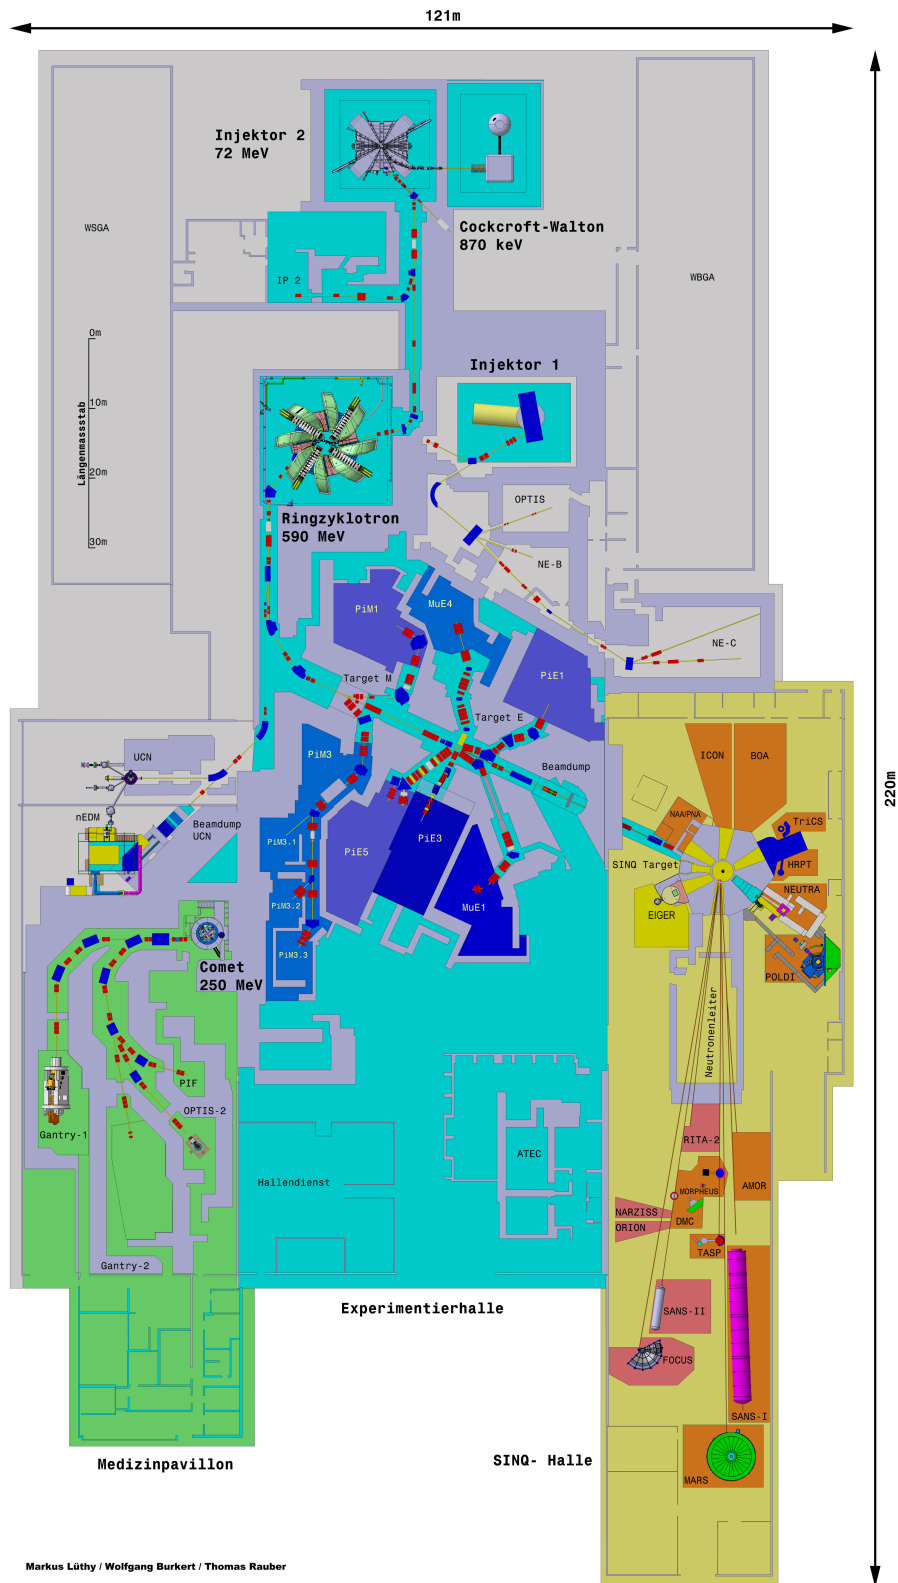 121m
220m
Injektor 2
72 MeV
Cockcroft-Walton
870 keV
WSGA
WBGA
IP 2
0m
10m
20m
30m
Längenmassstab
Injektor 1
OPTIS
Ringzyklotron
590 MeV
NE-B
NE-C
PiM1
MuE4
PiE1
Target M
Target E
Beamdump
UCN
nEDM
Beamdump
UCN
PiM3
PiM3.1
PiM3.2
PiM3.3
PiE5
PiE3
MuE1
ICON
BOA
NAA/PNA
TriCS
SINQ Target
HRPT
NEUTRA
EIGER
POLDI
Neutronenleiter
Comet
250 MeV
PIF
OPTIS-2
Gantry-1
Gantry-2
Hallendienst
ATEC
RITA-2
MORPHEUS
AMOR
NARZISS
DMC
ORION
TASP
SANS-II
FOCUS
SANS-I
MARS
Experimentierhalle
Medizinpavillon
SINQ- Halle
Markus Lüthy / Wolfgang Burkert / Thomas Rauber